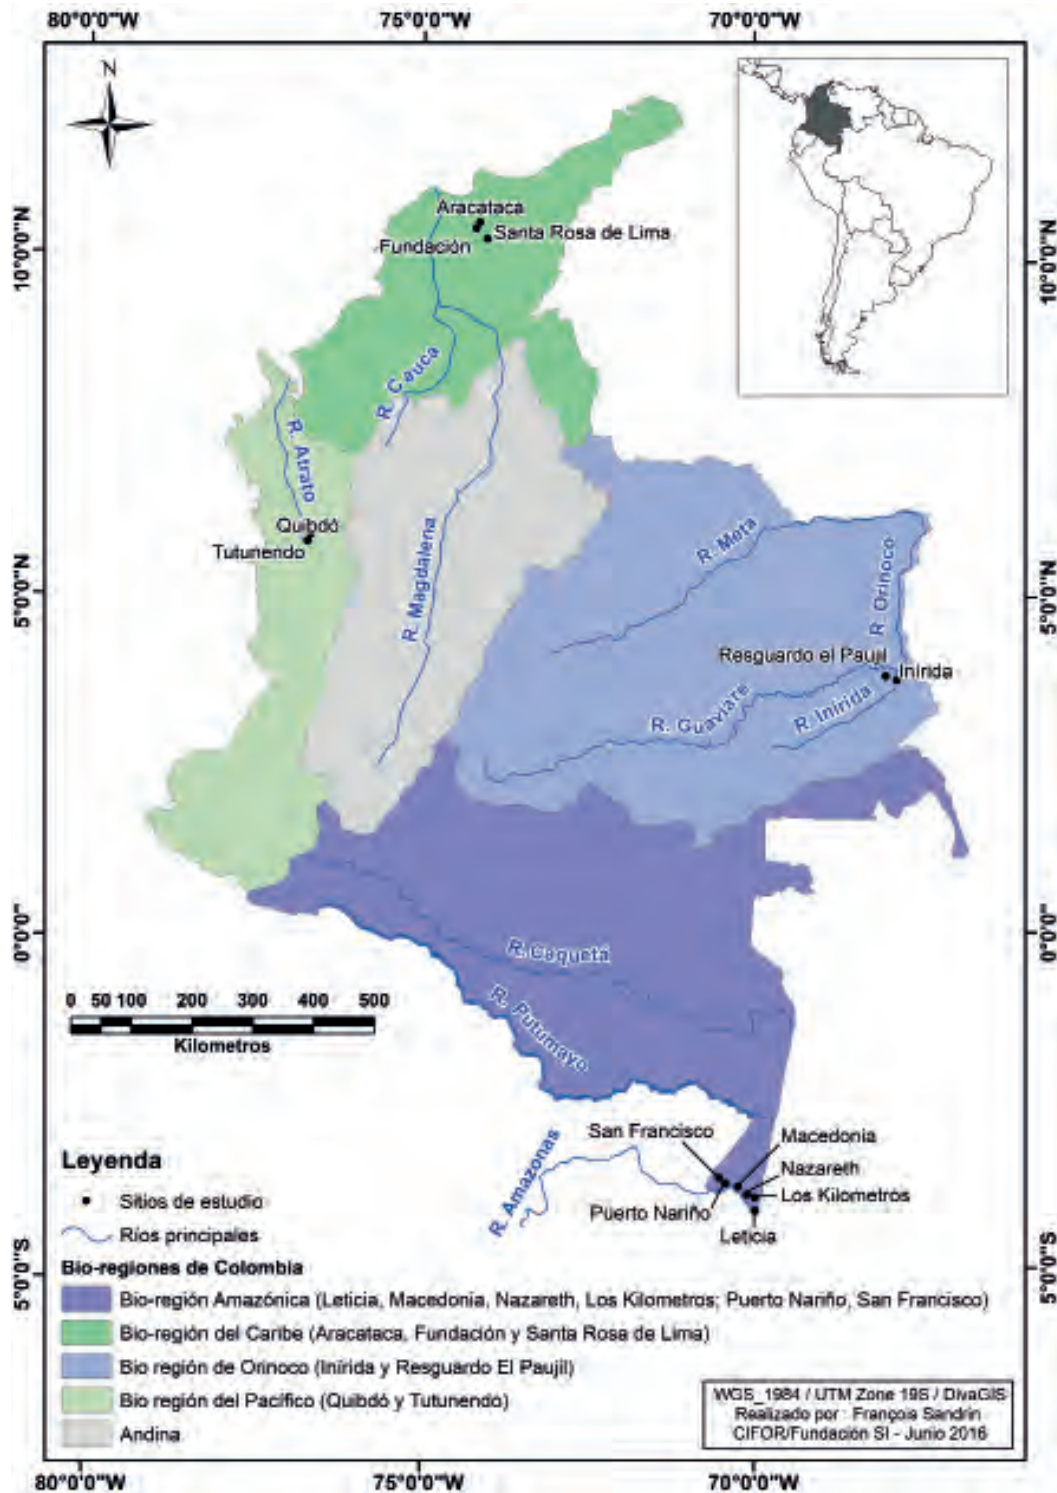 80°0'0"W 75°0'0"W 70°0'0"W
N
10°0'0"N
10°0'0"N
Aracataca
Fundación
Santa Rosa de Lima
R. Cauca
R. Atrato
Quibdó
Tutunendo
R. Magdalena
R. Meta
R. Orinoco
5°0'0"N
5°0'0"N
Resguardo el Paujil
Inírida
R. Guaviare
R. Inírida
0°0'0"
0°0'0"
R. Caquetá
R. Putumayo
0 50 100 200 300 400 500
Kilometros
San Francisco
Macedonia
Nazareth
Los Kilometros
Puerto Nariño
Leticia
R. Amazonas
5°0'0"S
5°0'0"S
Leyenda
Sitios de estudio
Ríos principales
Bio-regiones de Colombia
Bio-región Amazónica (Leticia, Macedonia, Nazareth, Los Kilometros; Puerto Nariño, San Francisco)
Bio-región del Caribe (Aracataca, Fundación y Santa Rosa de Lima)
Bio región de Orinoco (Inírida y Resguardo El Paujil)
Bio región del Pacífico (Quibdó y Tutunendo)
Andina
WGS_1984 / UTM Zone 19S / DivaGIS
Realizado por : François Sandrin
CIFOR/Fundación SI - Junio 2016
80°0'0"W 75°0'0"W 70°0'0"W